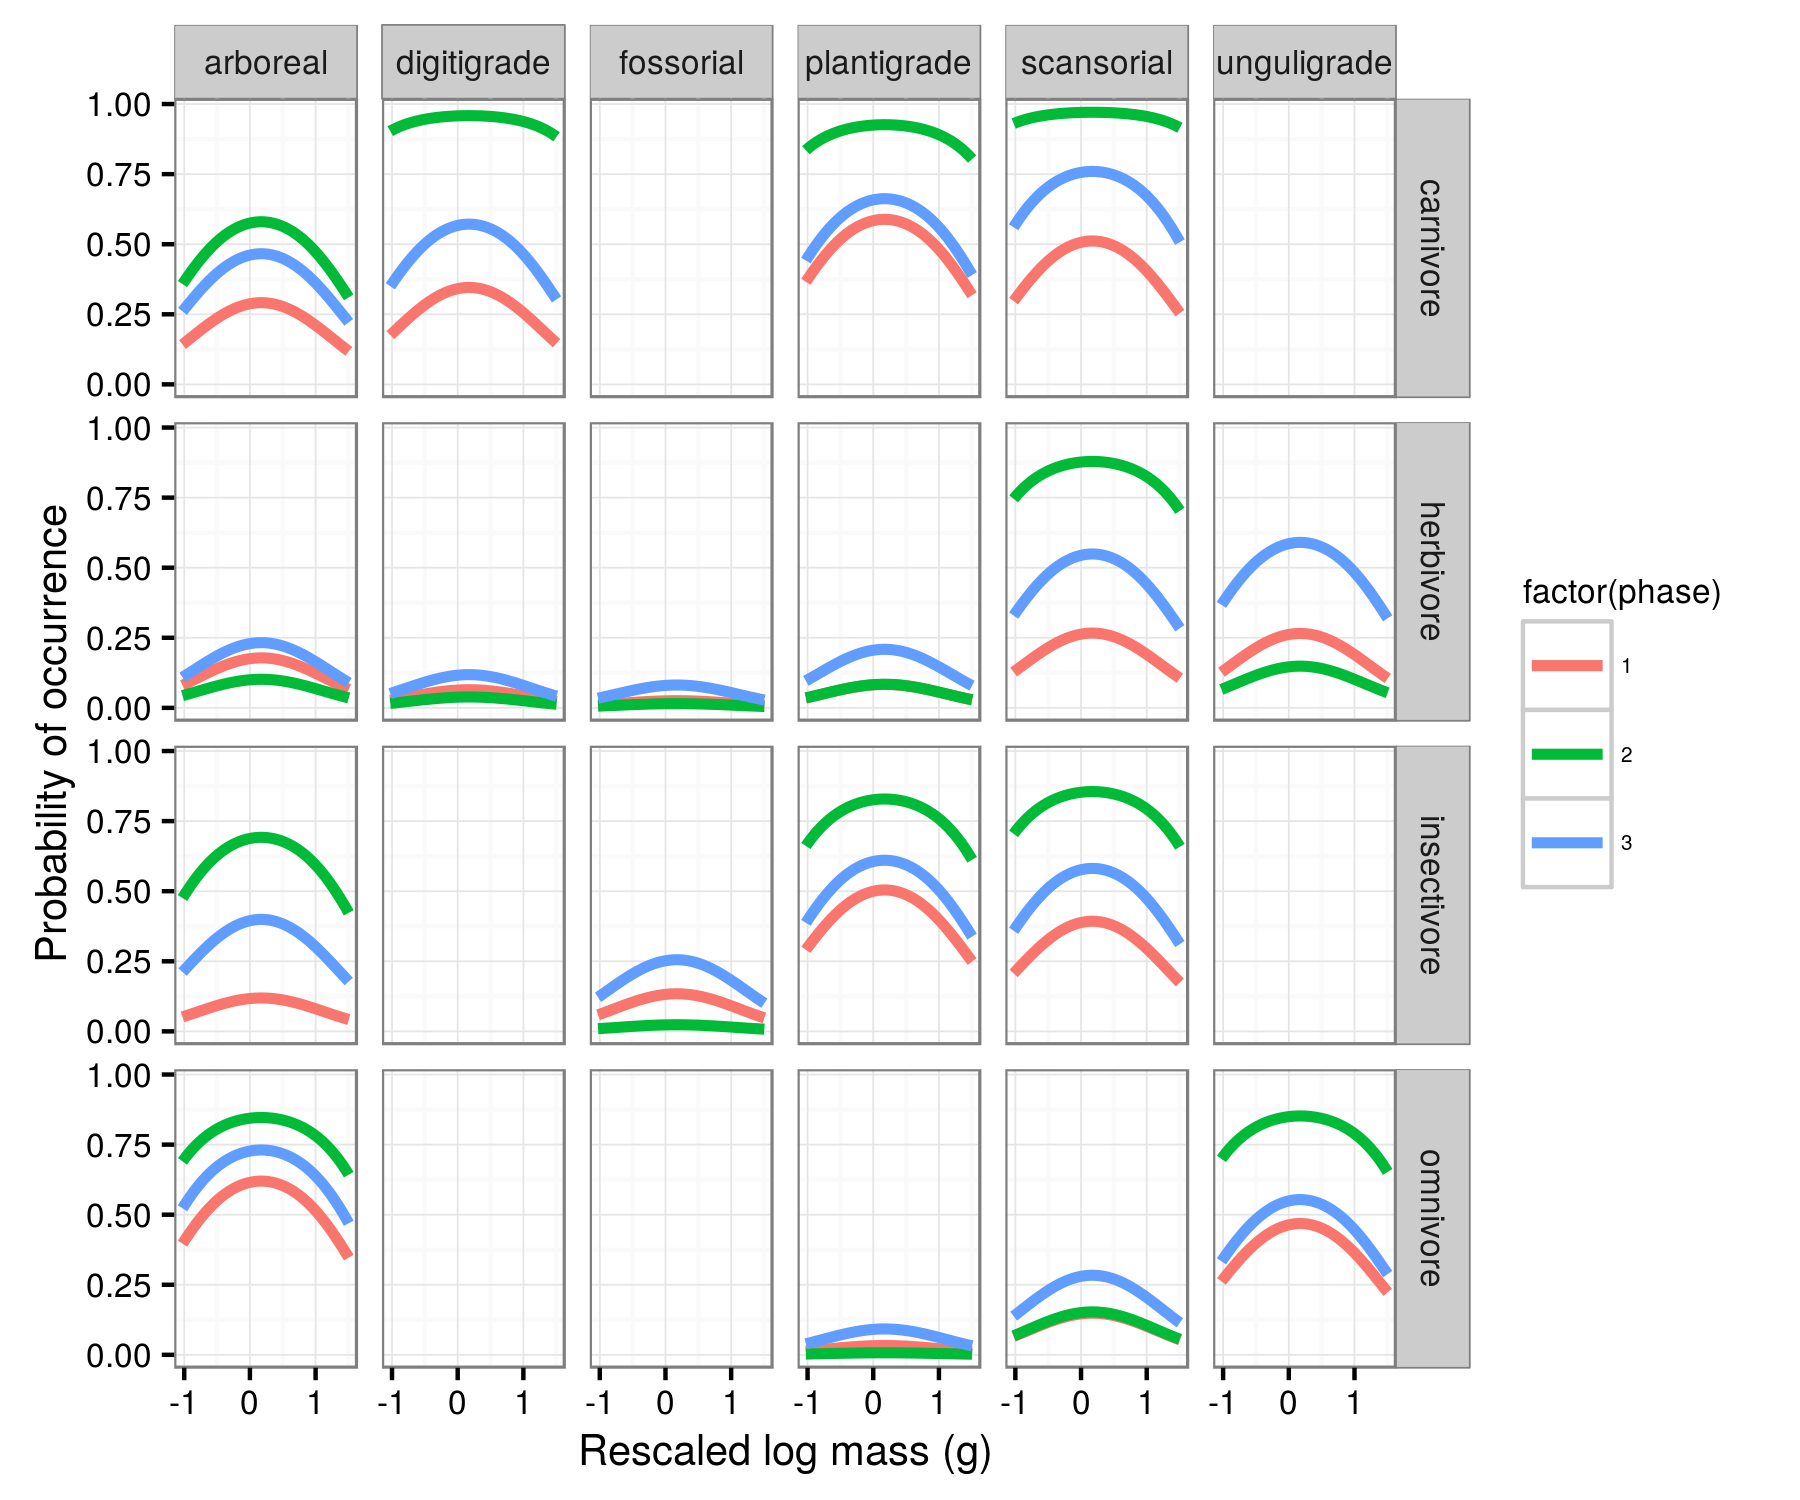 arboreal digitigrade fossorial plantigrade scansorial unguligrade
1.00
0.75
0.50
0.25
0.00
carnivore
1.00
0.75
0.50
0.25
0.00
herbivore
1.00
0.75
0.50
0.25
0.00
insectivore
1.00
0.75
0.50
0.25
0.00
omnivore
-1 0 1 -1 0 1 -1 0 1 -1 0 1 -1 0 1 -1 0 1
Rescaled log mass (g)
Probability of occurrence
factor(phase)
1
2
3